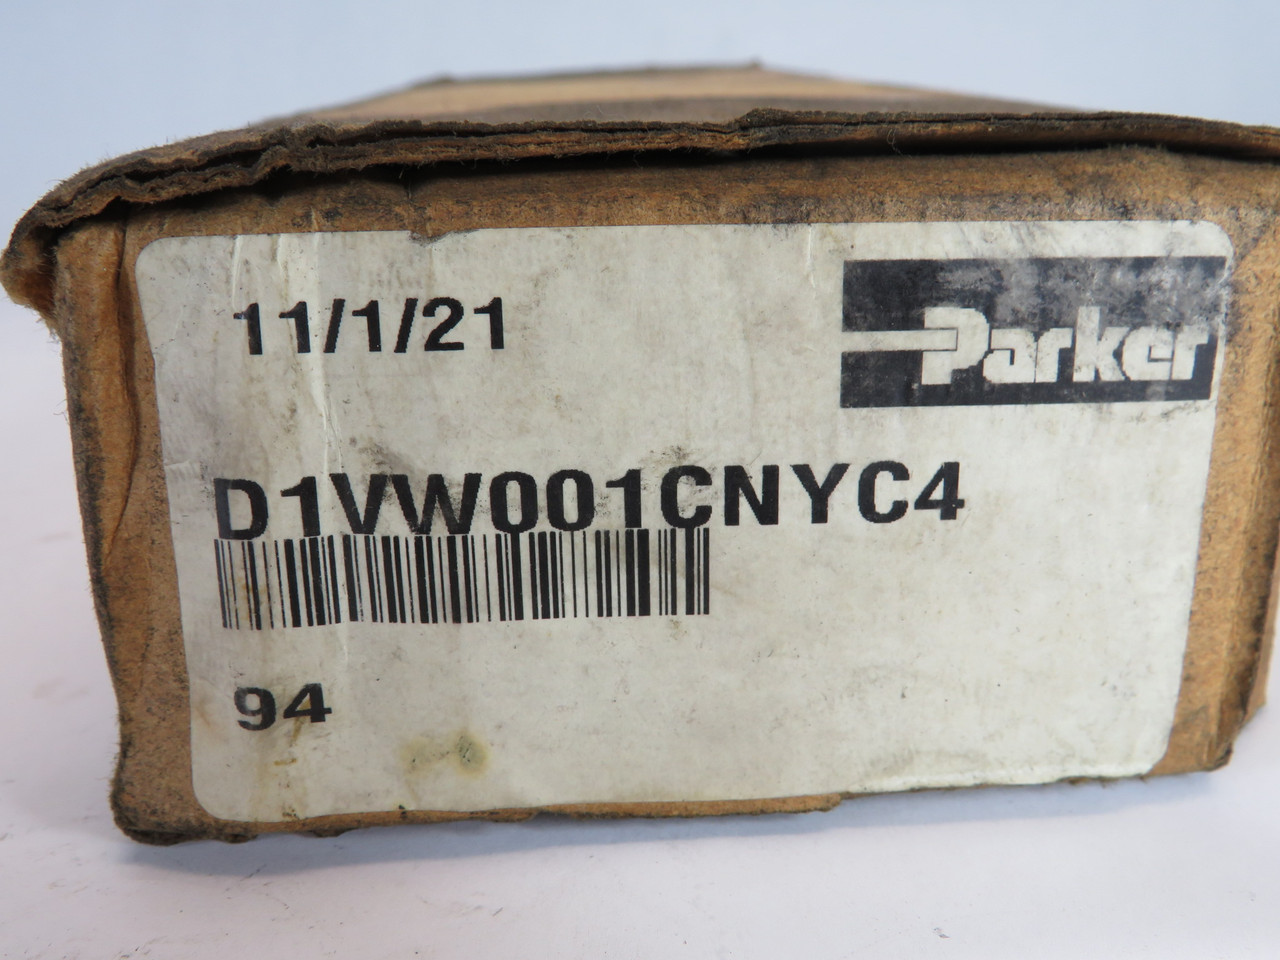 11/1/21
Parker
D1VW001CNYC4
94